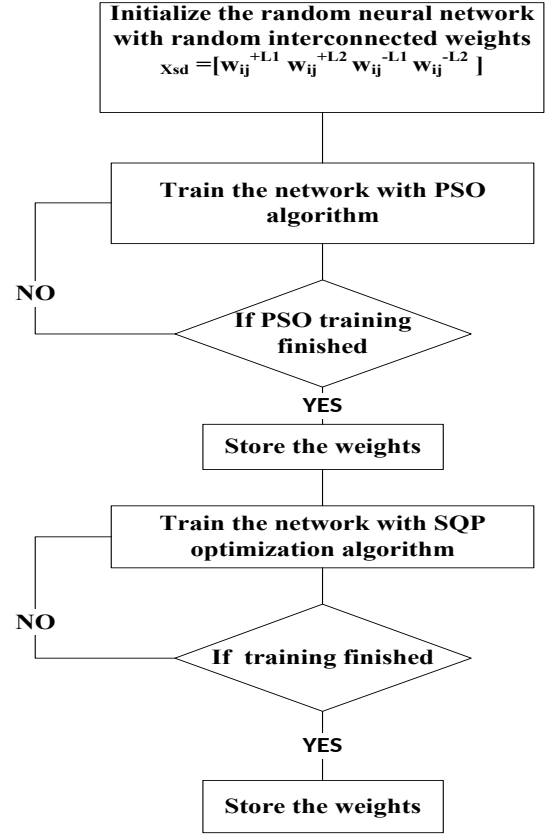 Initialize the random neural network
with random interconnected weights
Xsd =[wij+L1 wij+L2 wij-L1 wij-L2 ]
Train the network with PSO
algorithm
NO
If PSO training
finished
YES
Store the weights
Train the network with SQP
optimization algorithm
NO
If training finished
YES
Store the weights